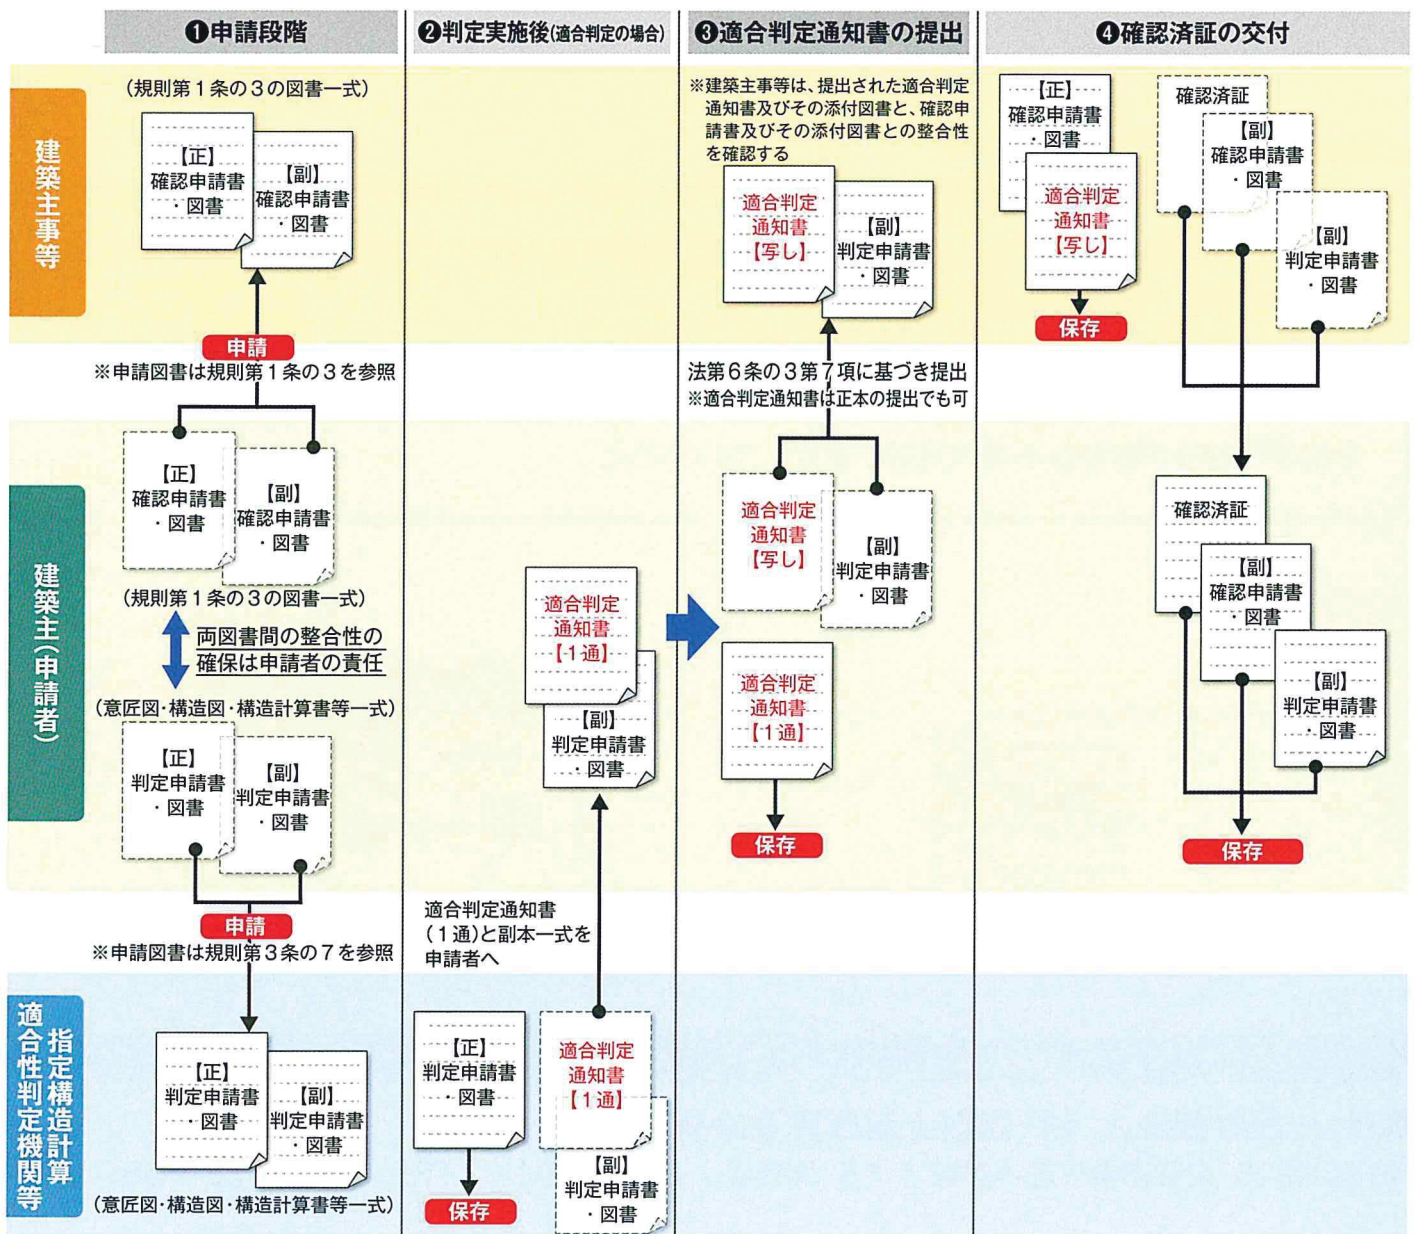 ❶申請段階
❷判定実施後(適合判定の場合)
❸適合判定通知書の提出
❹確認済証の交付
建築主事等
(規則第1条の3の図書一式)
【正】
確認申請書
・図書
【副】
確認申請書
・図書
申請
※申請図書は規則第1条の3を参照
※建築主事等は、提出された適合判定
通知書及びその添付図書と、確認申
請書及びその添付図書との整合性
を確認する
適合判定
通知書
【写し】
【副】
判定申請書
・図書
法第6条の3第7項に基づき提出
※適合判定通知書は正本の提出でも可
【正】
確認申請書
・図書
適合判定
通知書
【写し】
保存
確認済証
【副】
確認申請書
・図書
【副】
判定申請書
・図書
建築主(申請者)
【正】
確認申請書
・図書
【副】
確認申請書
・図書
(規則第1条の3の図書一式)
両図書間の整合性の
確保は申請者の責任
(意匠図・構造図・構造計算書等一式)
【正】
判定申請書
・図書
【副】
判定申請書
・図書
申請
※申請図書は規則第3条の7を参照
適合判定
通知書
【1通】
【副】
判定申請書
・図書
適合判定通知書
(1通)と副本一式を
申請者へ
適合判定
通知書
【写し】
【副】
判定申請書
・図書
適合判定
通知書
【1通】
保存
確認済証
【副】
確認申請書
・図書
【副】
判定申請書
・図書
保存
指定構造計算
適合性判定機関等
【正】
判定申請書
・図書
【副】
判定申請書
・図書
(意匠図・構造図・構造計算書等一式)
【正】
判定申請書
・図書
保存
適合判定
通知書
【1通】
【副】
判定申請書
・図書